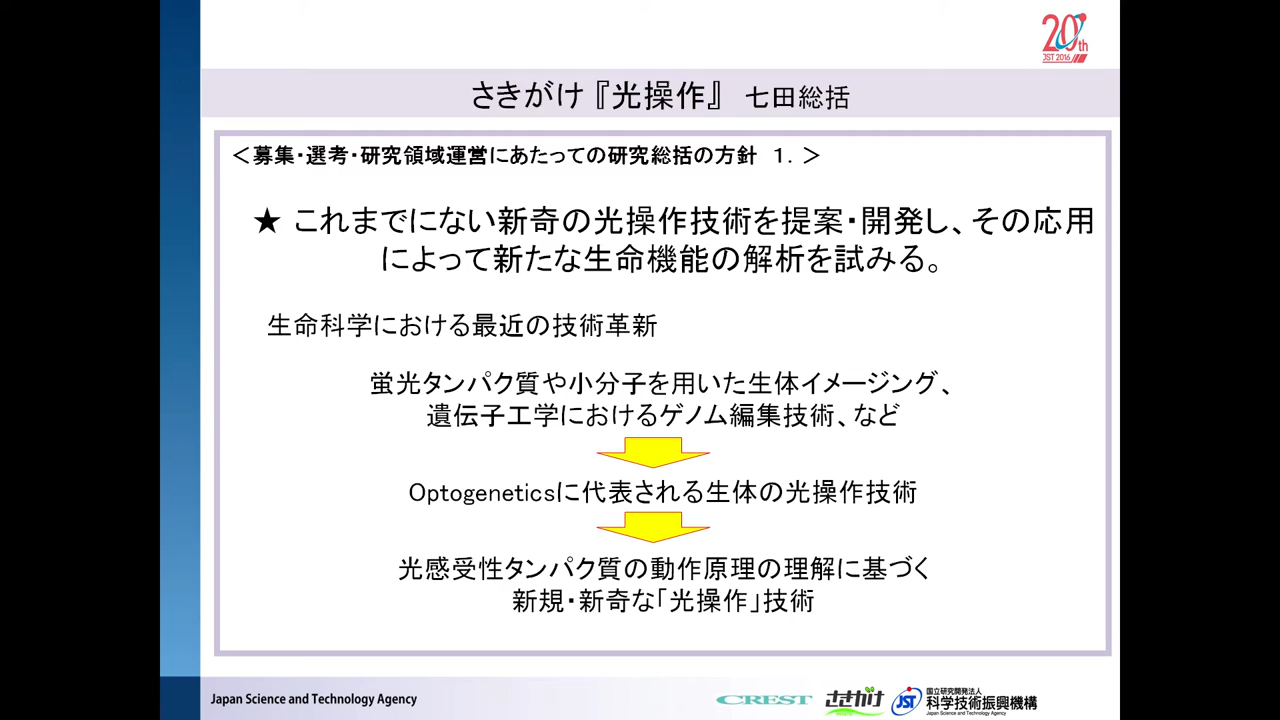 20th
JST 2016
さきがけ『光操作』 七田総括
＜募集・選考・研究領域運営にあたっての研究総括の方針 １．＞
★ これまでにない新奇の光操作技術を提案・開発し、その応用
によって新たな生命機能の解析を試みる。
生命科学における最近の技術革新
蛍光タンパク質や小分子を用いた生体イメージング、
遺伝子工学におけるゲノム編集技術、など
Optogeneticsに代表される生体の光操作技術
光感受性タンパク質の動作原理の理解に基づく
新規・新奇な「光操作」技術
Japan Science and Technology Agency
CREST
さきがけ
JST
国立研究開発法人
科学技術振興機構
Japan Science and Technology Agency